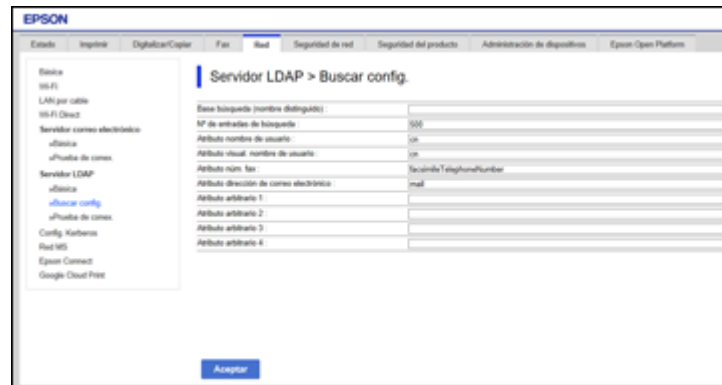 EPSON
Estado Imprimir Digitalizar/Copiar Fax Red Seguridad de red Seguridad del producto Administración de dispositivos Epson Open Platform
Básica
Wi-Fi
LAN por cable
Wi-Fi Direct
Servidor correo electrónico
»Básica
»Prueba de conex.
Servidor LDAP
»Básica
»Buscar config.
»Prueba de conex.
Config. Kerberos
Red MS
Epson Connect
Google Cloud Print
Servidor LDAP > Buscar config.
Base búsqueda (nombre distinguido) :
Nº de entradas de búsqueda : 500
Atributo nombre de usuario : cn
Atributo visual. nombre de usuario : cn
Atributo núm. fax : facsimileTelephoneNumber
Atributo dirección de correo electrónico : mail
Atributo arbitrario 1 :
Atributo arbitrario 2 :
Atributo arbitrario 3 :
Atributo arbitrario 4 :
Aceptar